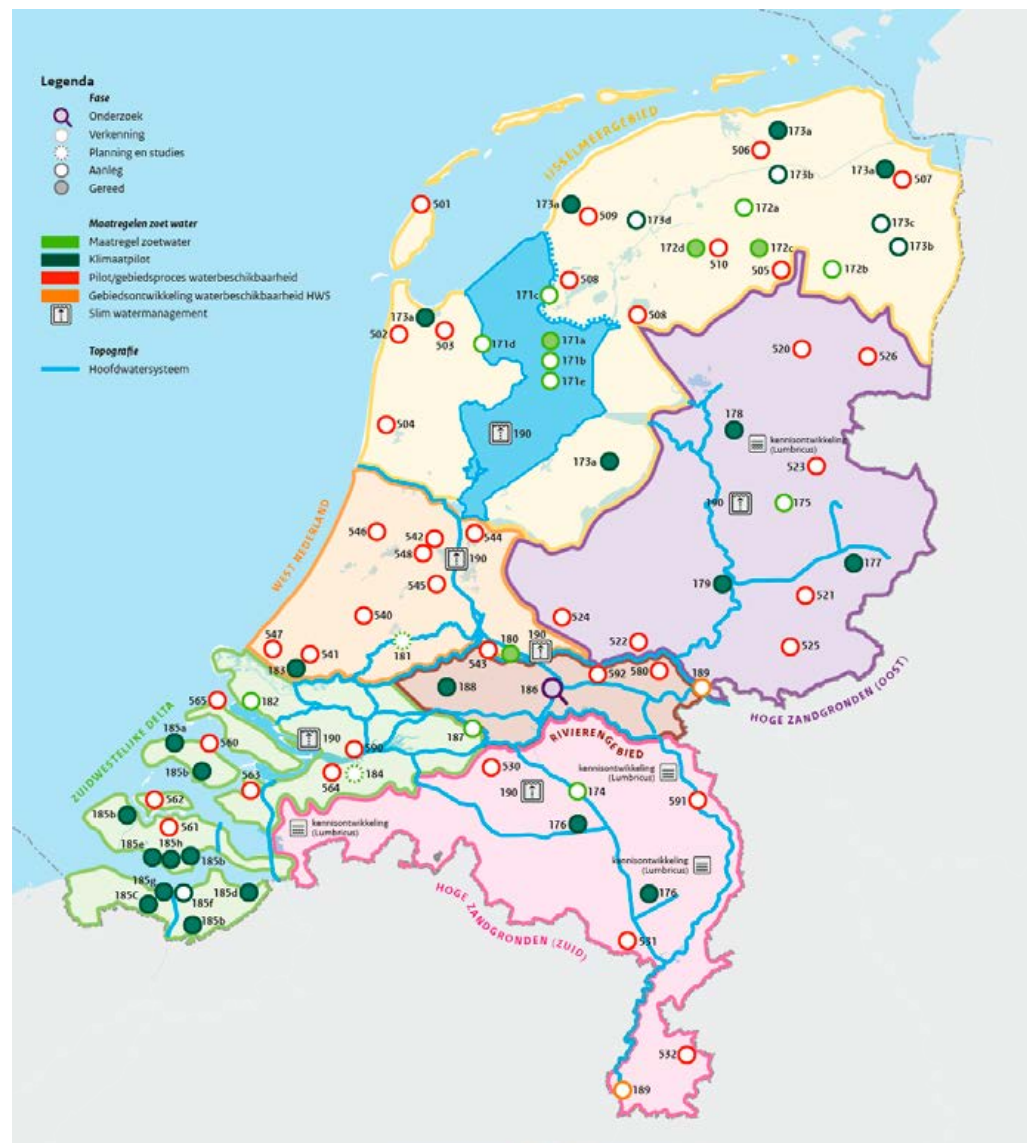 Legenda
Fase
Onderzoek
Verkenning
Planning en studies
Aanleg
Gereed
Maatregelen zoet water
Maatregel zoetwater
Klimaatpilot
Pilot/gebiedsproces waterbeschikbaarheid
Gebiedsontwikkeling waterbeschikbaarheid HWS
Slim watermanagement
Topografie
Hoofdwatersysteem
IJSSELMEERGEBIED
173a
506
173b
173a
507
501
173a
509
173d
172a
173c
172d
510
172c
173b
505
172b
508
171c
508
173a
502
503
171d
171a
171b
171e
520
526
504
190
178
kennisontwikkeling
(Lumbricus)
523
173a
190
175
WEST NEDERLAND
546
542
544
548
190
545
177
179
521
540
524
547
541
181
180
190
522
525
183
543
580
592
189
188
186
HOGE ZANDGRONDEN (OOST)
565
182
ZUIDWESTELIJKE DELTA
185a
560
190
590
187
RIVIERENGEBIED
185b
563
564
184
530
kennisontwikkeling
(Lumbricus)
562
190
174
591
185b
561
kennisontwikkeling
(Lumbricus)
176
185e
185h
185b
kennisontwikkeling
(Lumbricus)
185g
185C
185f
185d
176
185b
HOGE ZANDGRONDEN (ZUID)
531
532
189